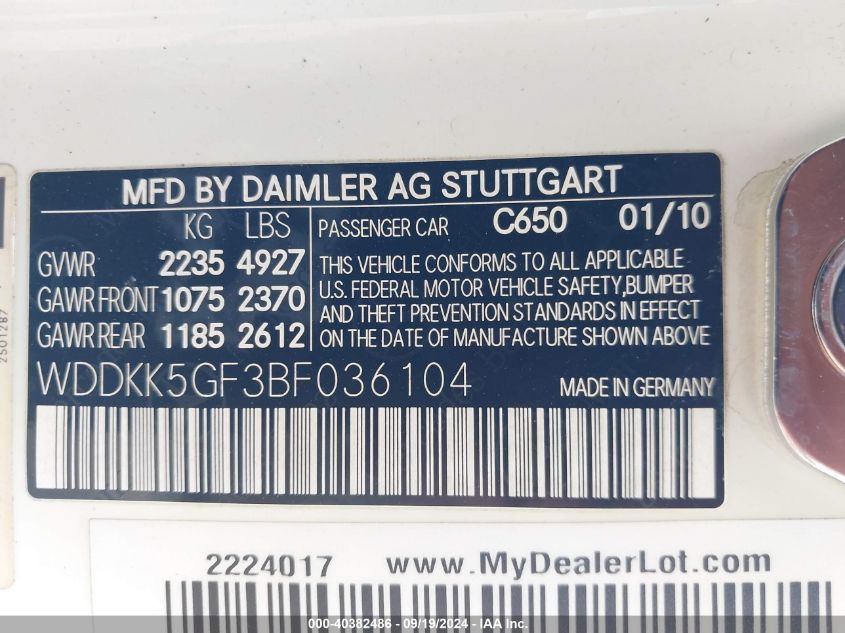 MFD BY DAIMLER AG STUTTGART
KG LBS
GVWR 2235 4927
GAWR FRONT 1075 2370
GAWR REAR 1185 2612
PASSENGER CAR C650 01/10
THIS VEHICLE CONFORMS TO ALL APPLICABLE
U.S. FEDERAL MOTOR VEHICLE SAFETY,BUMPER
AND THEFT PREVENTION STANDARDS IN EFFECT
ON THE DATE OF MANUFACTURE SHOWN ABOVE
WDDKK5GF3BF036104 MADE IN GERMANY
2501287
2224017 www.MyDealerLot.com
000-40382486 - 09/19/2024 - IAA Inc.